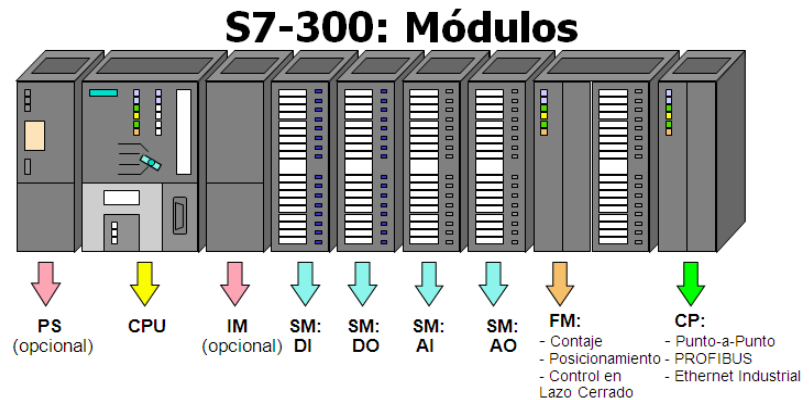 S7-300: Módulos
PS
(opcional)
CPU
IM
(opcional)
SM:
DI
SM:
DO
SM:
AI
SM:
AO
FM:
- Contaje
- Posicionamiento
- Control en
Lazo Cerrado
CP:
- Punto-a-Punto
- PROFIBUS
- Ethernet Industrial